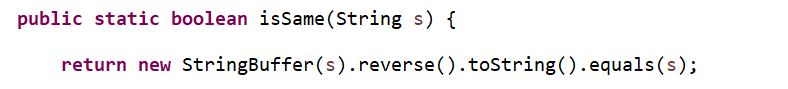 public static boolean isSame(String s) {
return new StringBuffer(s).reverse().toString().equals(s);